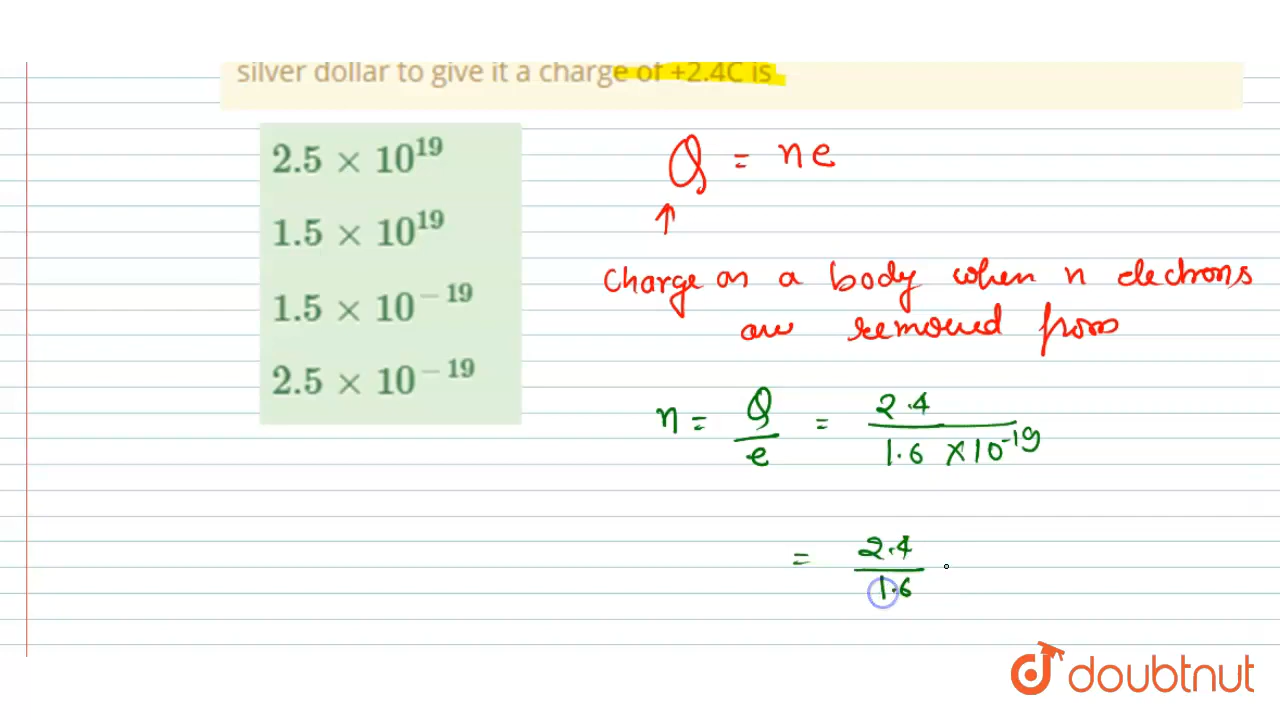 silver dollar to give it a charge of +2.4C is
2.5 × 10^19
1.5 × 10^19
1.5 × 10^−19
2.5 × 10^−19
Q = ne
↑
Charge on a body when n electrons
are removed from
n = Q/e = 2.4/1.6 × 10^-19
= 2.4/1.6
doubtnut